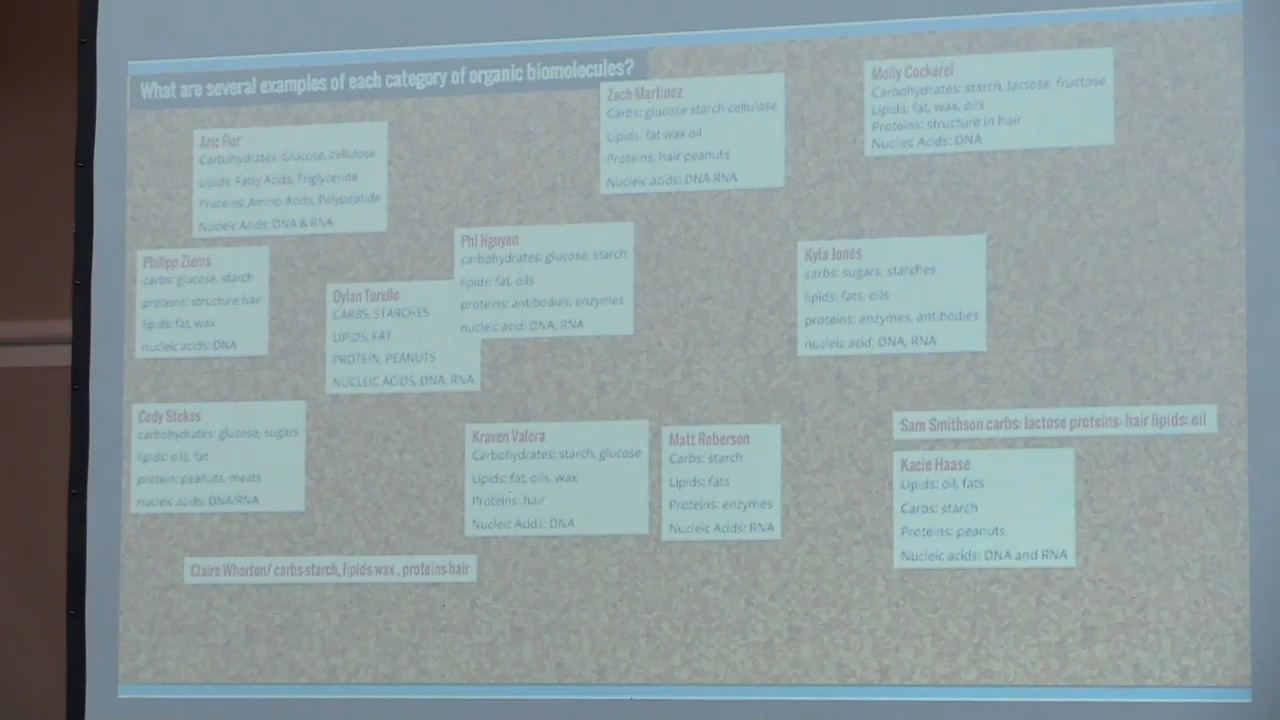 What are several examples of each category of organic biomolecules?
Zach Martinez
Carbs: glucose starch cellulose
Lipids: fat wax oil
Proteins: hair peanuts
Nucleic acids: DNA RNA
Molly Cockerel
Carbohydrates: starch, lactose, fructose
Lipids: fat, wax, oils
Proteins: structure in hair
Nucleic Acids: DNA
Aric Flor
Carbohydrates: Glucose, cellulose
Lipids: Fatty Acids, Triglyceride
Proteins: Amino Acids, Polypeptide
Nucleic Acids: DNA & RNA
Philipp Ziems
carbs: glucose, starch
proteins: structure hair
lipids: fat, wax
nucleic acids: DNA
Dylan Turello
CARBS, STARCHES
LIPIDS, FAT
PROTEIN, PEANUTS
NUCLEIC ACIDS, DNA, RNA
Phi Nguyen
carbohydrates: glucose, starch
lipids: fat, oils
proteins: antibodies, enzymes
nucleic acid: DNA, RNA
Kyla Jones
carbs: sugars, starches
lipids: fats, oils
proteins: enzymes, antibodies
nucleic acid: DNA, RNA
Cody Stokes
carbohydrates: glucose, sugars
lipids: oils, fat
protein: peanuts, meats
nucleic acids: DNA/RNA
Kraven Valera
Carbohydrates: starch, glucose
Lipids: fat, oils, wax
Proteins: hair
Nucleic Acids: DNA
Matt Roberson
Carbs: starch
Lipids: fats
Proteins: enzymes
Nucleic Acids: RNA
Sam Smithson carbs: lactose proteins: hair lipids: oil
Kacie Haase
Lipids: oil, fats
Carbs: starch
Proteins: peanuts
Nucleic acids: DNA and RNA
Claire Whorton/ carbs-starch, lipids-wax , proteins-hair